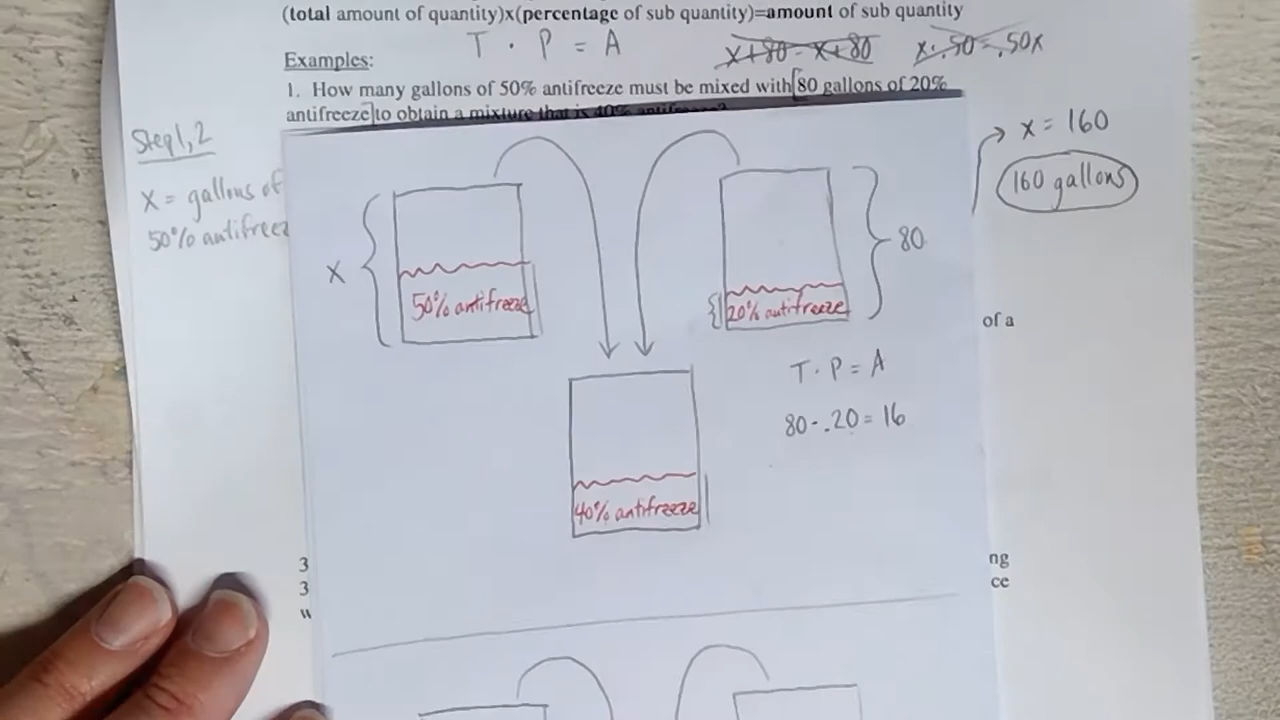 (total amount of quantity)x(percentage of sub quantity)=amount of sub quantity
T · P = A
x+80 = x+80
x·.50=.50x
Examples:
1. How many gallons of 50% antifreeze must be mixed with [80 gallons of 20%
antifreeze] to obtain a mixture that is 40% antifreeze?
Step 1,2
X = gallons of
50% antifreez
x = 160
160 gallons
X
50% antifreeze
20% antifreeze
80
T · P = A
80-.20=16
40% antifreeze
of a
3
3
w
ng
ce